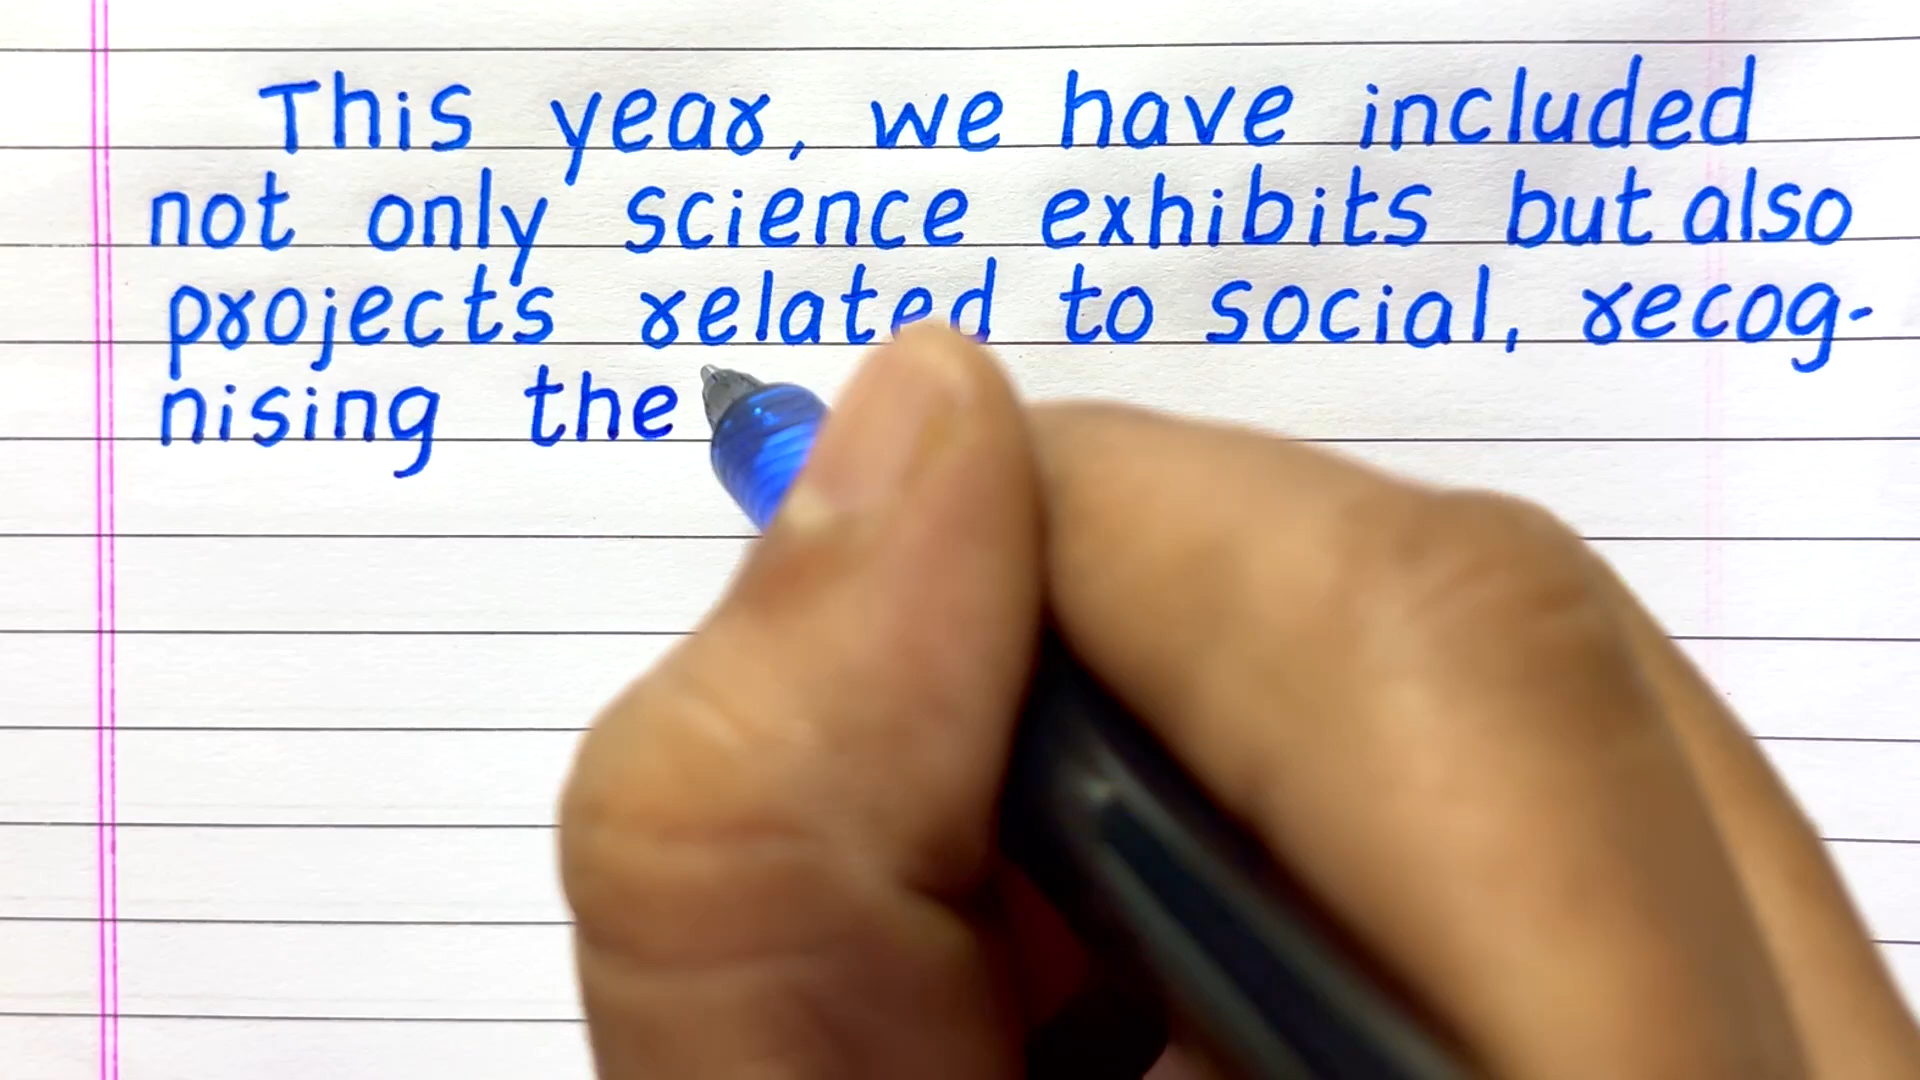 This year, we have included
not only science exhibits but also
projects related to social, recog-
nising the